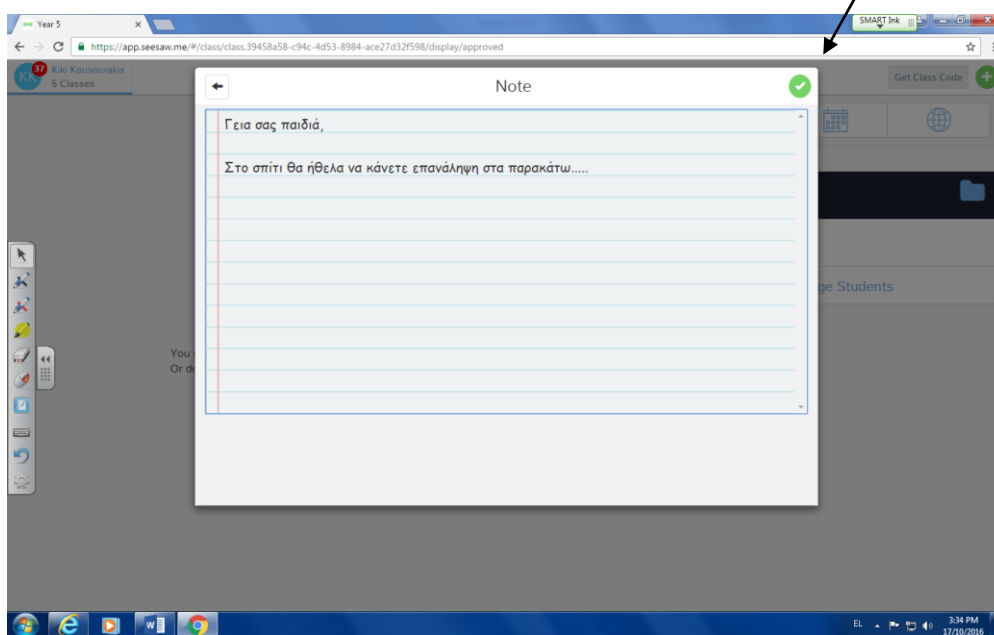 Year 5
SMART Ink
https://app.seesaw.me/#/class/class.39458a58-c94c-4d53-8984-ace27d32f598/display/approved
KK
37
Kiki Kousourakis
5 Classes
Note
Get Class Code
Γεια σας παιδιά,
Στο σπίτι θα ήθελα να κάνετε επανάληψη στα παρακάτω.....
ge Students
You
Or do
EL
3:34 PM
17/10/2016